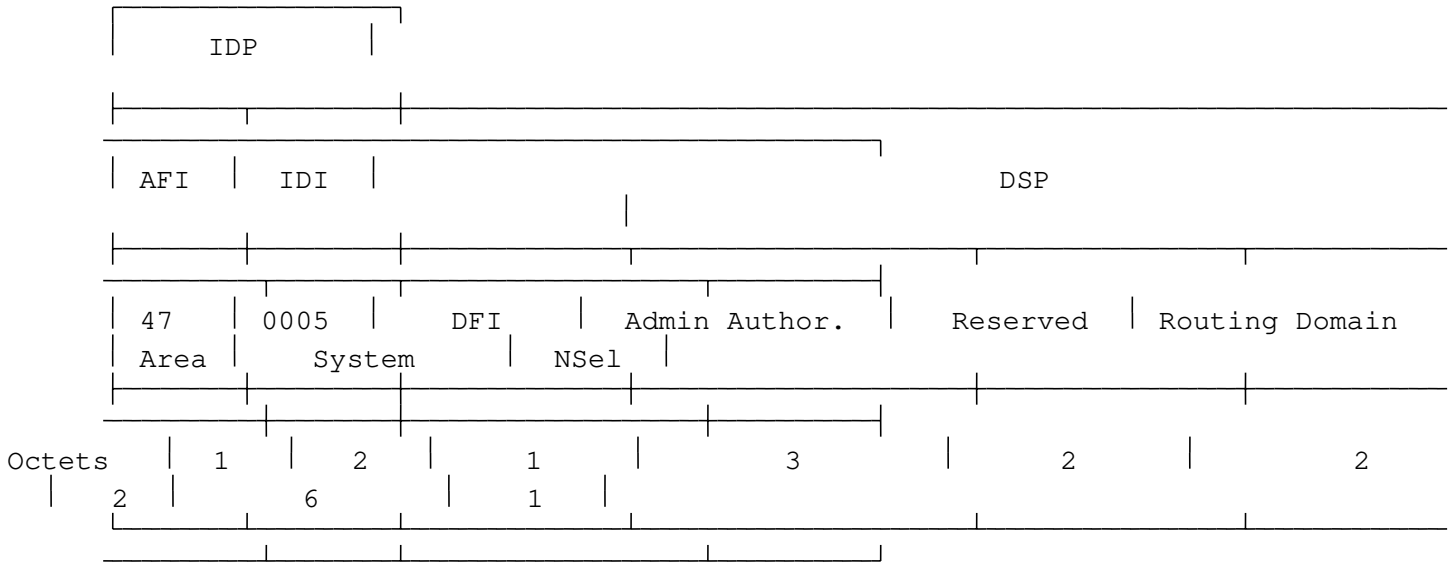 IDP
AFI IDI DSP
47 0005 DFI Admin Author. Reserved Routing Domain
Area System NSel
Octets 1 2 1 3 2 2
2 6 1